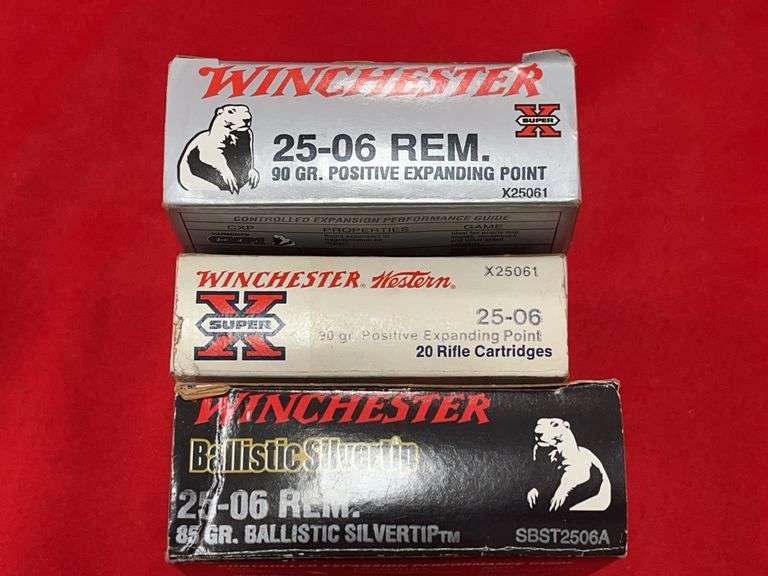 WINCHESTER
X SUPER
25-06 REM.
90 GR. POSITIVE EXPANDING POINT
X25061
CONTROLLED EXPANSION PERFORMANCE GUIDE
CXP PROPERTIES GAME
WINCHESTER Western X25061
X SUPER
25-06
90 gr. Positive Expanding Point
20 Rifle Cartridges
WINCHESTER
Ballistic Silvertip
25-06 REM.
85 GR. BALLISTIC SILVERTIP™
SBST2506A